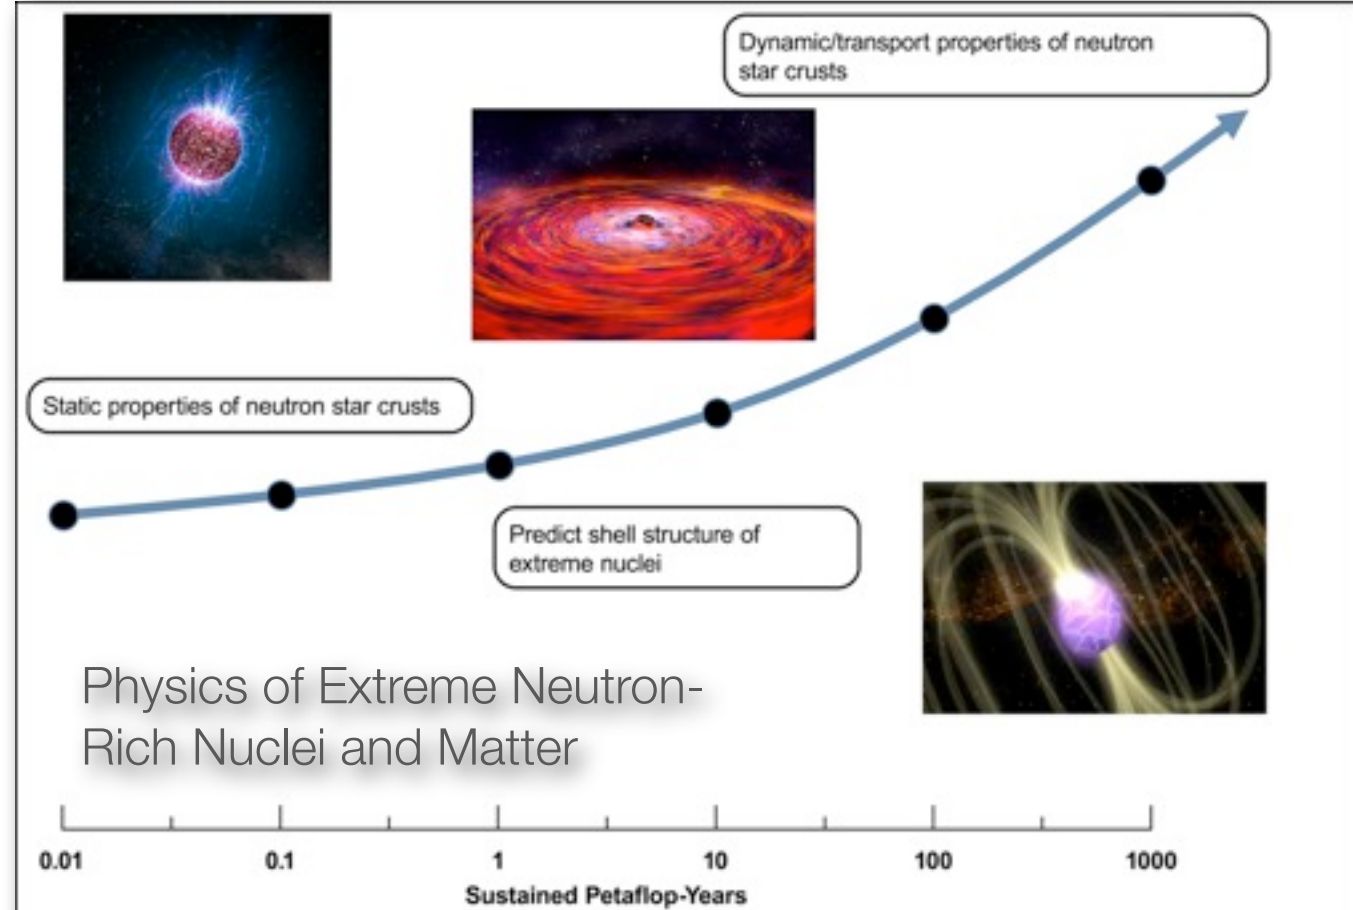 Dynamic/transport properties of neutron
star crusts
Static properties of neutron star crusts
Predict shell structure of
extreme nuclei
Physics of Extreme Neutron-
Rich Nuclei and Matter
0.01 0.1 1 10 100 1000
Sustained Petaflop-Years